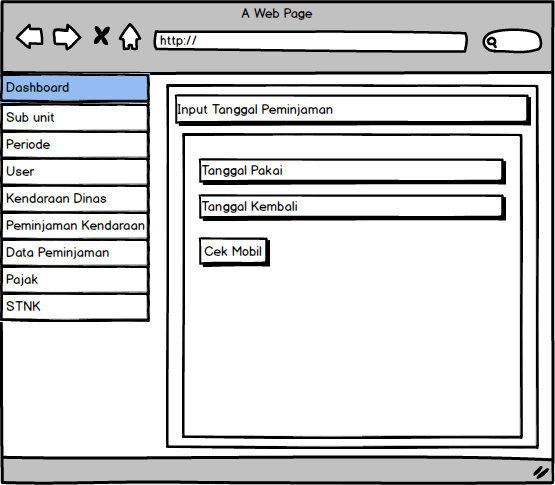 A Web Page
http://
Dashboard
Sub unit
Periode
User
Kendaraan Dinas
Peminjaman Kendaraan
Data Peminjaman
Pajak
STNK
Input Tanggal Peminjaman
Tanggal Pakai
Tanggal Kembali
Cek Mobil